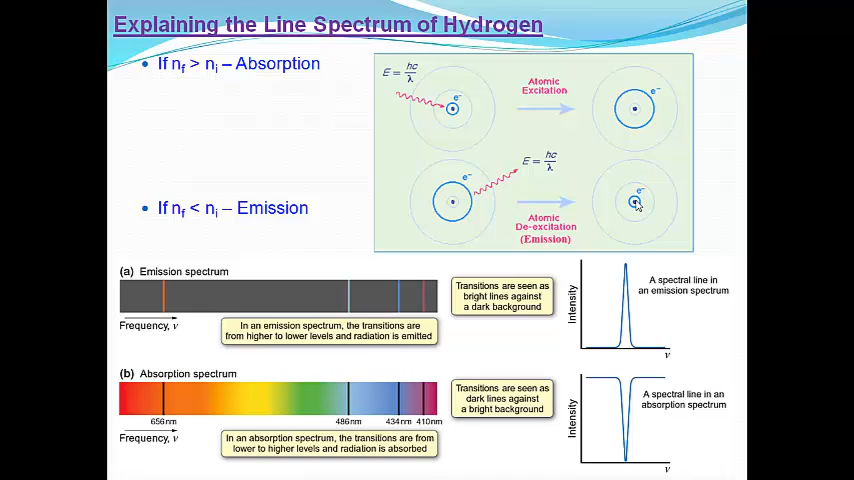 Explaining the Line Spectrum of Hydrogen
• If nf > ni – Absorption
E = hc/λ
e⁻
Atomic
Excitation
e⁻
• If nf < ni – Emission
e⁻
E = hc/λ
Atomic
De-excitation
(Emission)
e⁻
(a) Emission spectrum
Frequency, ν
In an emission spectrum, the transitions are
from higher to lower levels and radiation is emitted
Transitions are seen as
bright lines against
a dark background
Intensity
A spectral line in
an emission spectrum
ν
(b) Absorption spectrum
656nm
486nm
434nm
410nm
Frequency, ν
In an absorption spectrum, the transitions are from
lower to higher levels and radiation is absorbed
Transitions are seen as
dark lines against
a bright background
Intensity
A spectral line in an
absorption spectrum
ν